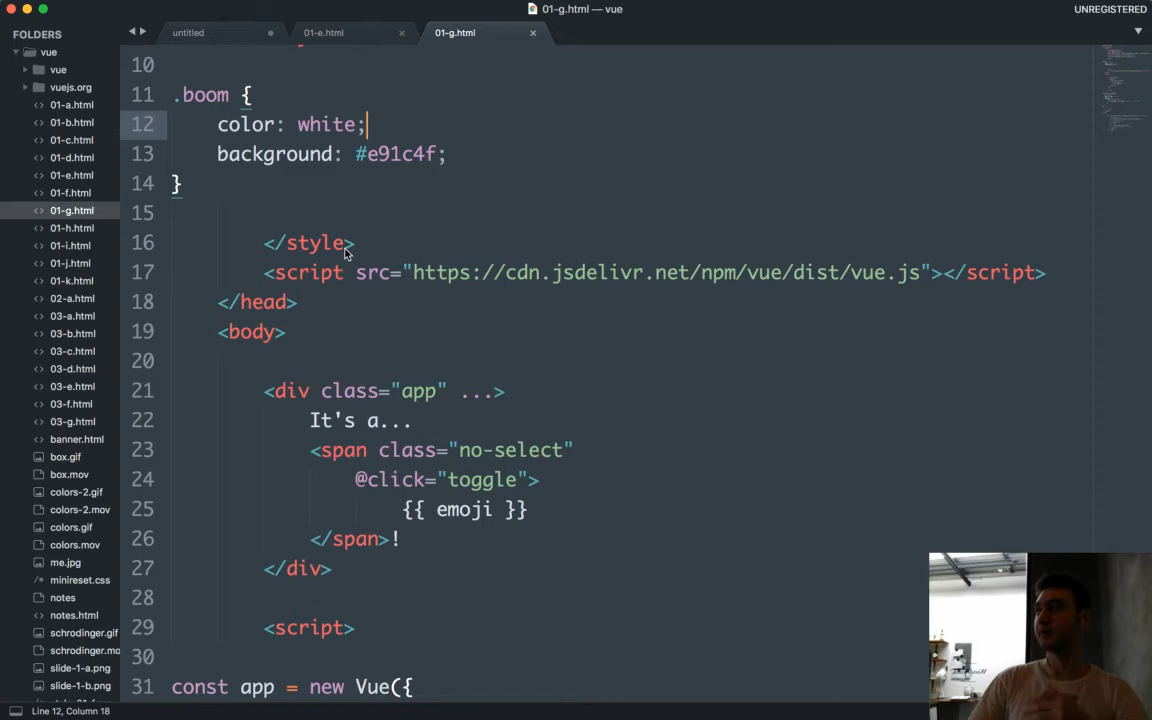 01-g.html — vue
UNREGISTERED
FOLDERS
vue
vue
vuejs.org
01-a.html
01-b.html
01-c.html
01-d.html
01-e.html
01-f.html
01-g.html
01-h.html
01-i.html
01-j.html
01-k.html
02-a.html
03-a.html
03-b.html
03-c.html
03-d.html
03-e.html
03-f.html
03-g.html
banner.html
box.gif
box.mov
colors-2.gif
colors-2.mov
colors.gif
colors.mov
me.jpg
minireset.css
notes
notes.html
schrodinger.gif
schrodinger.mo
slide-1-a.png
slide-1-b.png
untitled
01-e.html
01-g.html
10
11 .boom {
12 color: white;
13 background: #e91c4f;
14 }
15
16 </style>
17 <script src="https://cdn.jsdelivr.net/npm/vue/dist/vue.js"></script>
18 </head>
19 <body>
20
21 <div class="app" ...>
22 It's a...
23 <span class="no-select"
24 @click="toggle">
25 {{ emoji }}
26 </span>!
27 </div>
28
29 <script>
30
31 const app = new Vue({
Line 12, Column 18